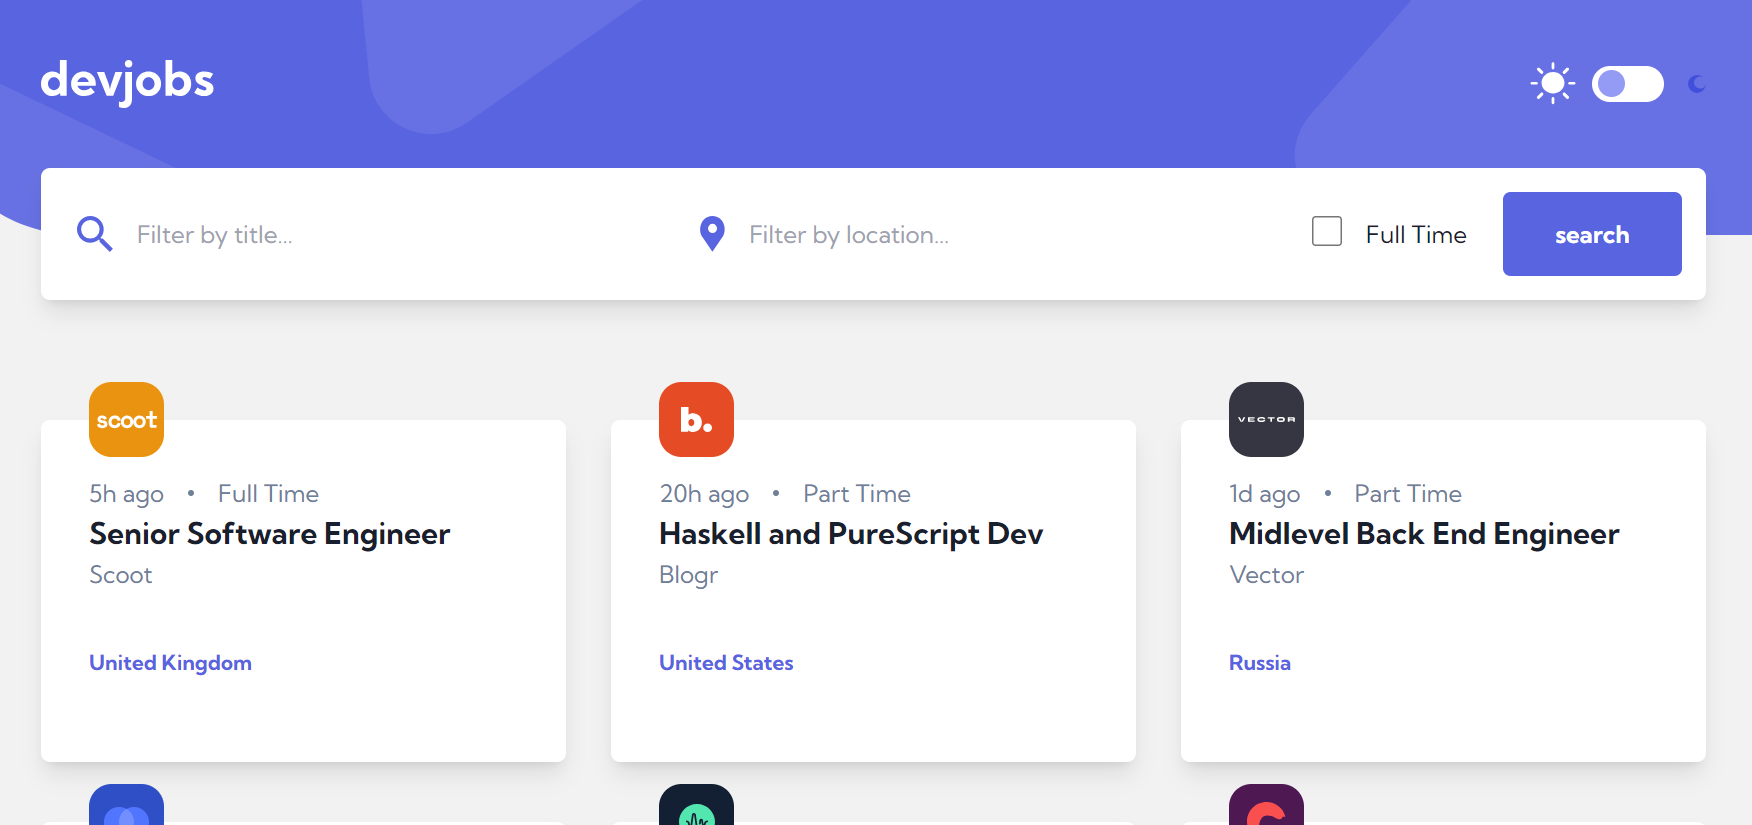 devjobs
Filter by title...
Filter by location...
Full Time
search
scoot
b.
VECTOR
5h ago • Full Time
Senior Software Engineer
Scoot
United Kingdom
20h ago • Part Time
Haskell and PureScript Dev
Blogr
United States
1d ago • Part Time
Midlevel Back End Engineer
Vector
Russia